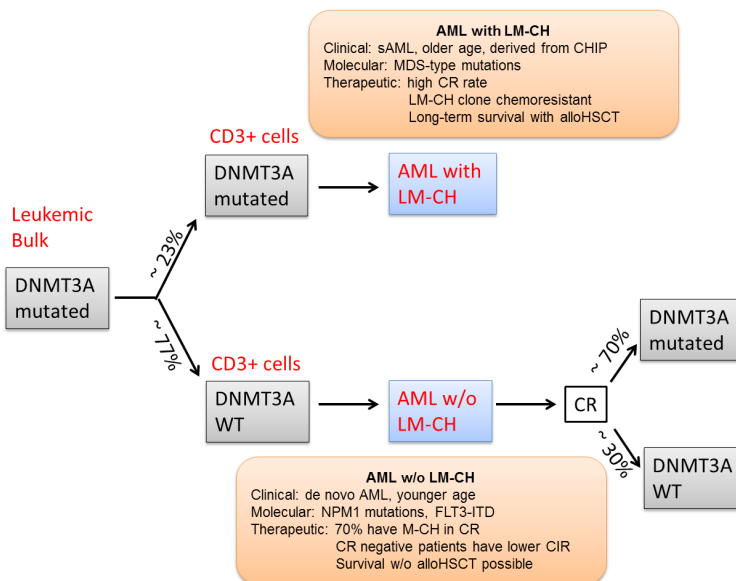 AML with LM-CH
Clinical: sAML, older age, derived from CHIP
Molecular: MDS-type mutations
Therapeutic: high CR rate
LM-CH clone chemoresistant
Long-term survival with alloHSCT
CD3+ cells
DNMT3A
mutated
AML with
LM-CH
Leukemic
Bulk
DNMT3A
mutated
~ 23%
~ 77%
CD3+ cells
DNMT3A
WT
AML w/o
LM-CH
CR
~ 70%
~ 30%
DNMT3A
mutated
DNMT3A
WT
AML w/o LM-CH
Clinical: de novo AML, younger age
Molecular: NPM1 mutations, FLT3-ITD
Therapeutic: 70% have M-CH in CR
CR negative patients have lower CIR
Survival w/o alloHSCT possible